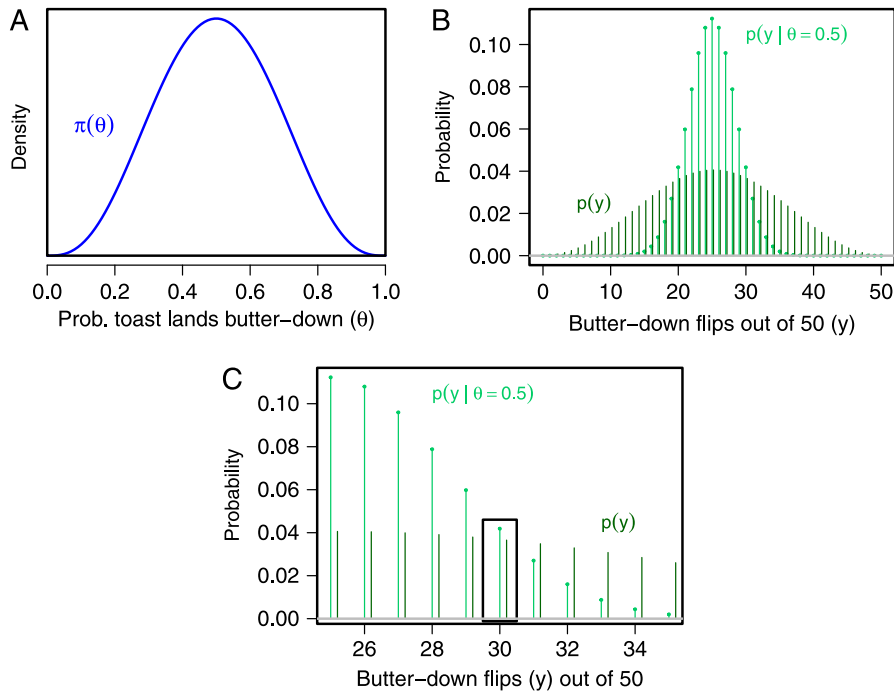 A
Density
π(θ)
0.0 0.2 0.4 0.6 0.8 1.0
Prob. toast lands butter−down (θ)
B
Probability
0.10
0.08
0.06
0.04
0.02
0.00
p(y | θ = 0.5)
p(y)
0 10 20 30 40 50
Butter−down flips out of 50 (y)
C
Probability
0.10
0.08
0.06
0.04
0.02
0.00
p(y | θ = 0.5)
p(y)
26 28 30 32 34
Butter−down flips (y) out of 50